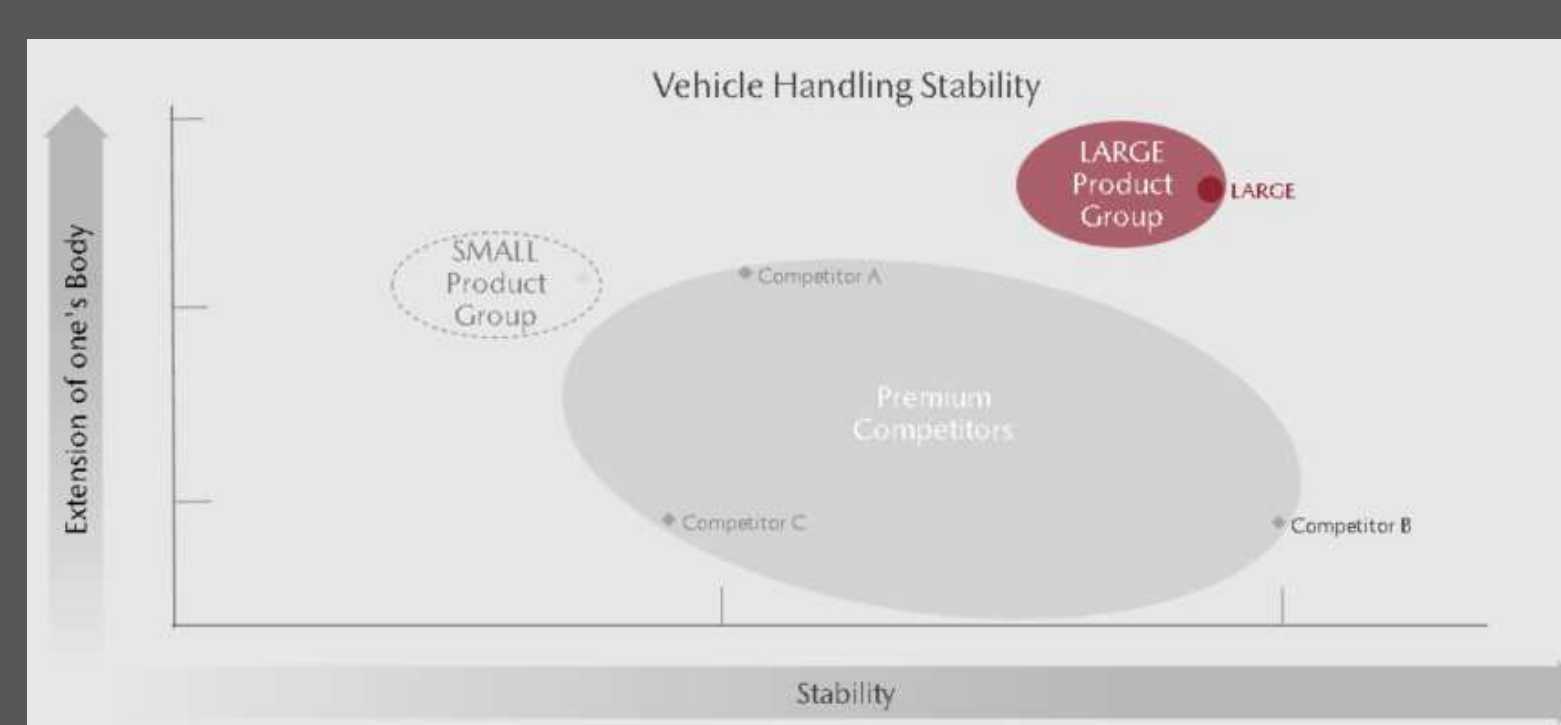 Vehicle Handling Stability
Extension of one's Body
LARGE
Product
Group
LARGE
SMALL
Product
Group
Competitor A
Premium
Competitors
Competitor C
Competitor B
Stability